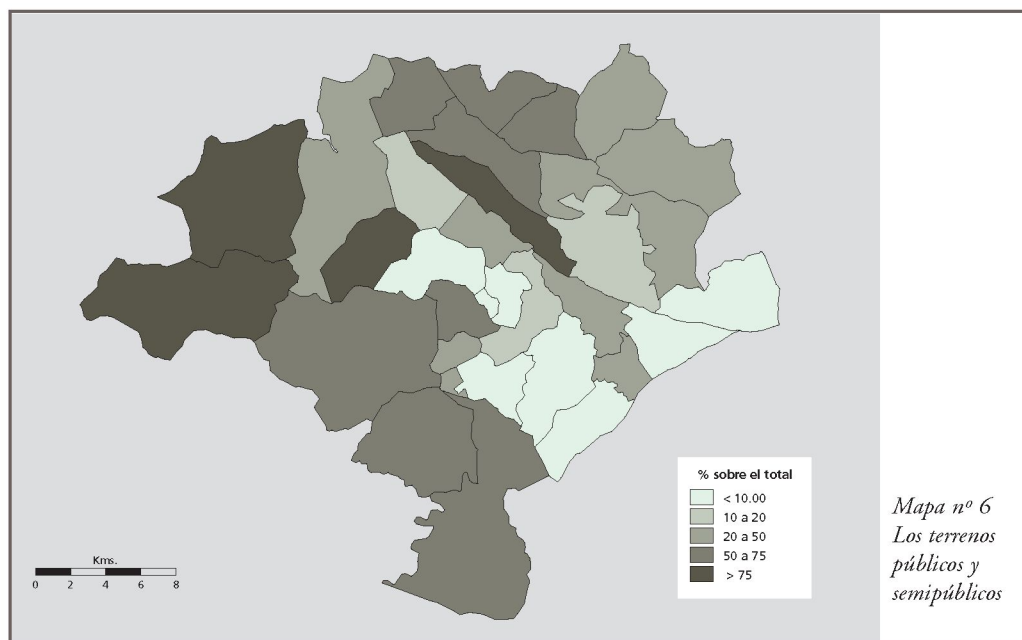 % sobre el total
< 10.00
10 a 20
20 a 50
50 a 75
> 75
Kms.
0 2 4 6 8
Mapa nº 6
Los terrenos
públicos y
semipúblicos